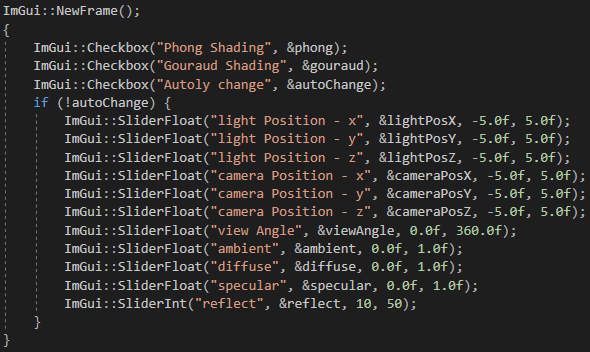 ImGui::NewFrame();
{
    ImGui::Checkbox("Phong Shading", &phong);
    ImGui::Checkbox("Gouraud Shading", &gouraud);
    ImGui::Checkbox("Autoly change", &autoChange);
    if (!autoChange) {
        ImGui::SliderFloat("light Position - x", &lightPosX, -5.0f, 5.0f);
        ImGui::SliderFloat("light Position - y", &lightPosY, -5.0f, 5.0f);
        ImGui::SliderFloat("light Position - z", &lightPosZ, -5.0f, 5.0f);
        ImGui::SliderFloat("camera Position - x", &cameraPosX, -5.0f, 5.0f);
        ImGui::SliderFloat("camera Position - y", &cameraPosY, -5.0f, 5.0f);
        ImGui::SliderFloat("camera Position - z", &cameraPosZ, -5.0f, 5.0f);
        ImGui::SliderFloat("view Angle", &viewAngle, 0.0f, 360.0f);
        ImGui::SliderFloat("ambient", &ambient, 0.0f, 1.0f);
        ImGui::SliderFloat("diffuse", &diffuse, 0.0f, 1.0f);
        ImGui::SliderFloat("specular", &specular, 0.0f, 1.0f);
        ImGui::SliderInt("reflect", &reflect, 10, 50);
    }
}